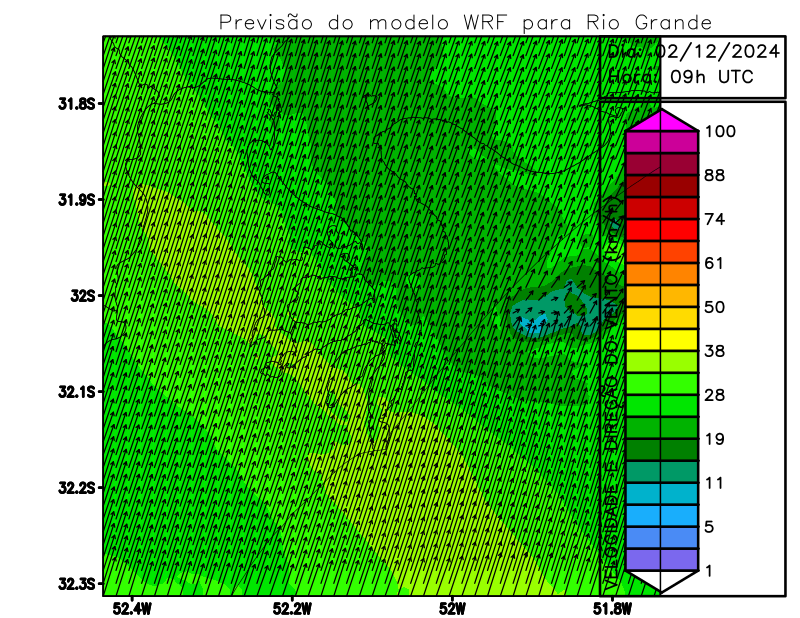 Previsão do modelo WRF para Rio Grande
Dia: 02/12/2024
Hora: 09h UTC
31.8S
31.9S
32S
32.1S
32.2S
32.3S
52.4W
52.2W
52W
51.8W
VELOCIDADE E DIREÇÃO DO VENTO (km/h)
100
88
74
61
50
38
28
19
11
5
1